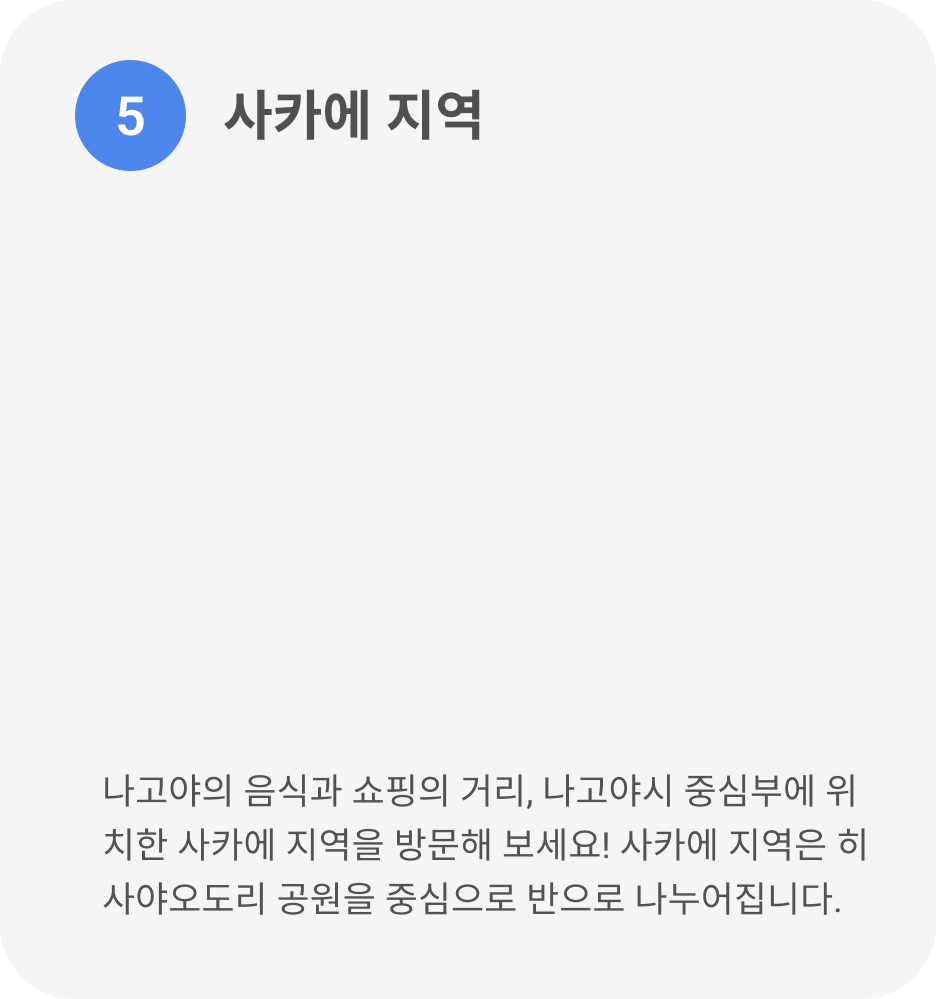 5
사카에 지역
나고야의 음식과 쇼핑의 거리, 나고야시 중심부에 위
치한 사카에 지역을 방문해 보세요! 사카에 지역은 히
사야오도리 공원을 중심으로 반으로 나누어집니다.